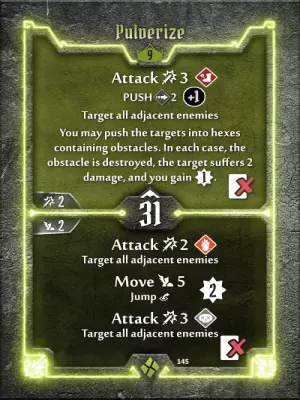 Pulverize
9
Attack 3
PUSH 2 +1
Target all adjacent enemies
You may push the targets into hexes
containing obstacles. In each case, the
obstacle is destroyed, the target suffers 2
damage, and you gain 1.
2
31
2
Attack 2
Target all adjacent enemies
Move 5
Jump
2
Attack 3
Target all adjacent enemies
145